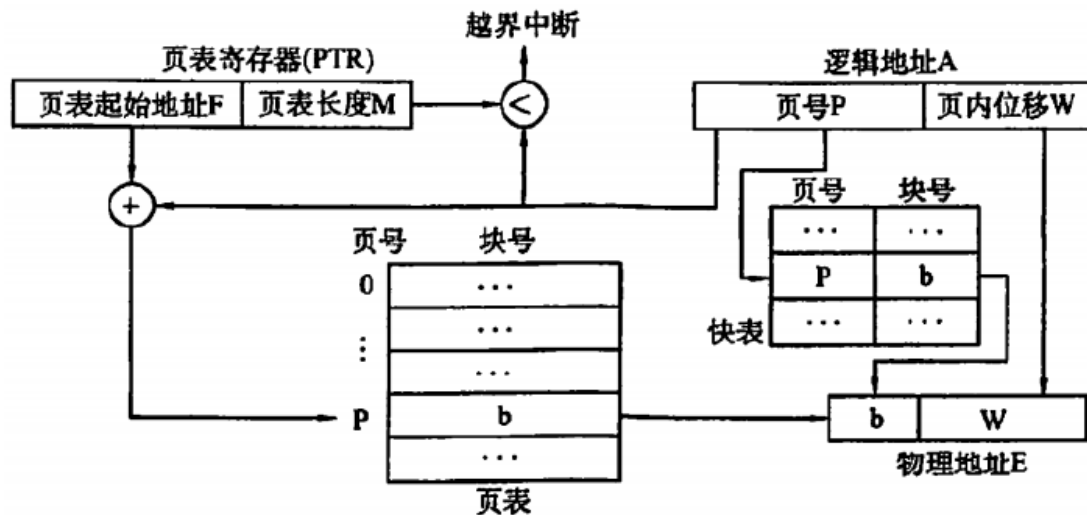 越界中断
页表寄存器(PTR)
逻辑地址A
页表起始地址F 页表长度M
<
页号P 页内位移W
+
页号 块号
... ...
P b
... ...
快表
页号 块号
0 ...
⋮ ...
...
P b
...
页表
b W
物理地址E